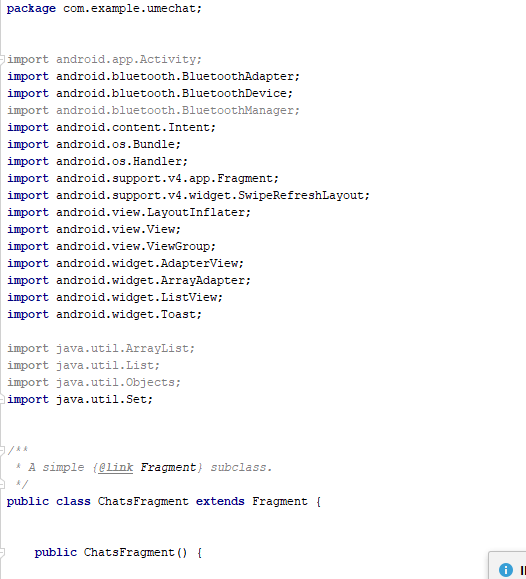 package com.example.umechat;
import android.app.Activity;
import android.bluetooth.BluetoothAdapter;
import android.bluetooth.BluetoothDevice;
import android.bluetooth.BluetoothManager;
import android.content.Intent;
import android.os.Bundle;
import android.os.Handler;
import android.support.v4.app.Fragment;
import android.support.v4.widget.SwipeRefreshLayout;
import android.view.LayoutInflater;
import android.view.View;
import android.view.ViewGroup;
import android.widget.AdapterView;
import android.widget.ArrayAdapter;
import android.widget.ListView;
import android.widget.Toast;
import java.util.ArrayList;
import java.util.List;
import java.util.Objects;
import java.util.Set;
/**
 * A simple {@link Fragment} subclass.
 */
public class ChatsFragment extends Fragment {
    public ChatsFragment() {